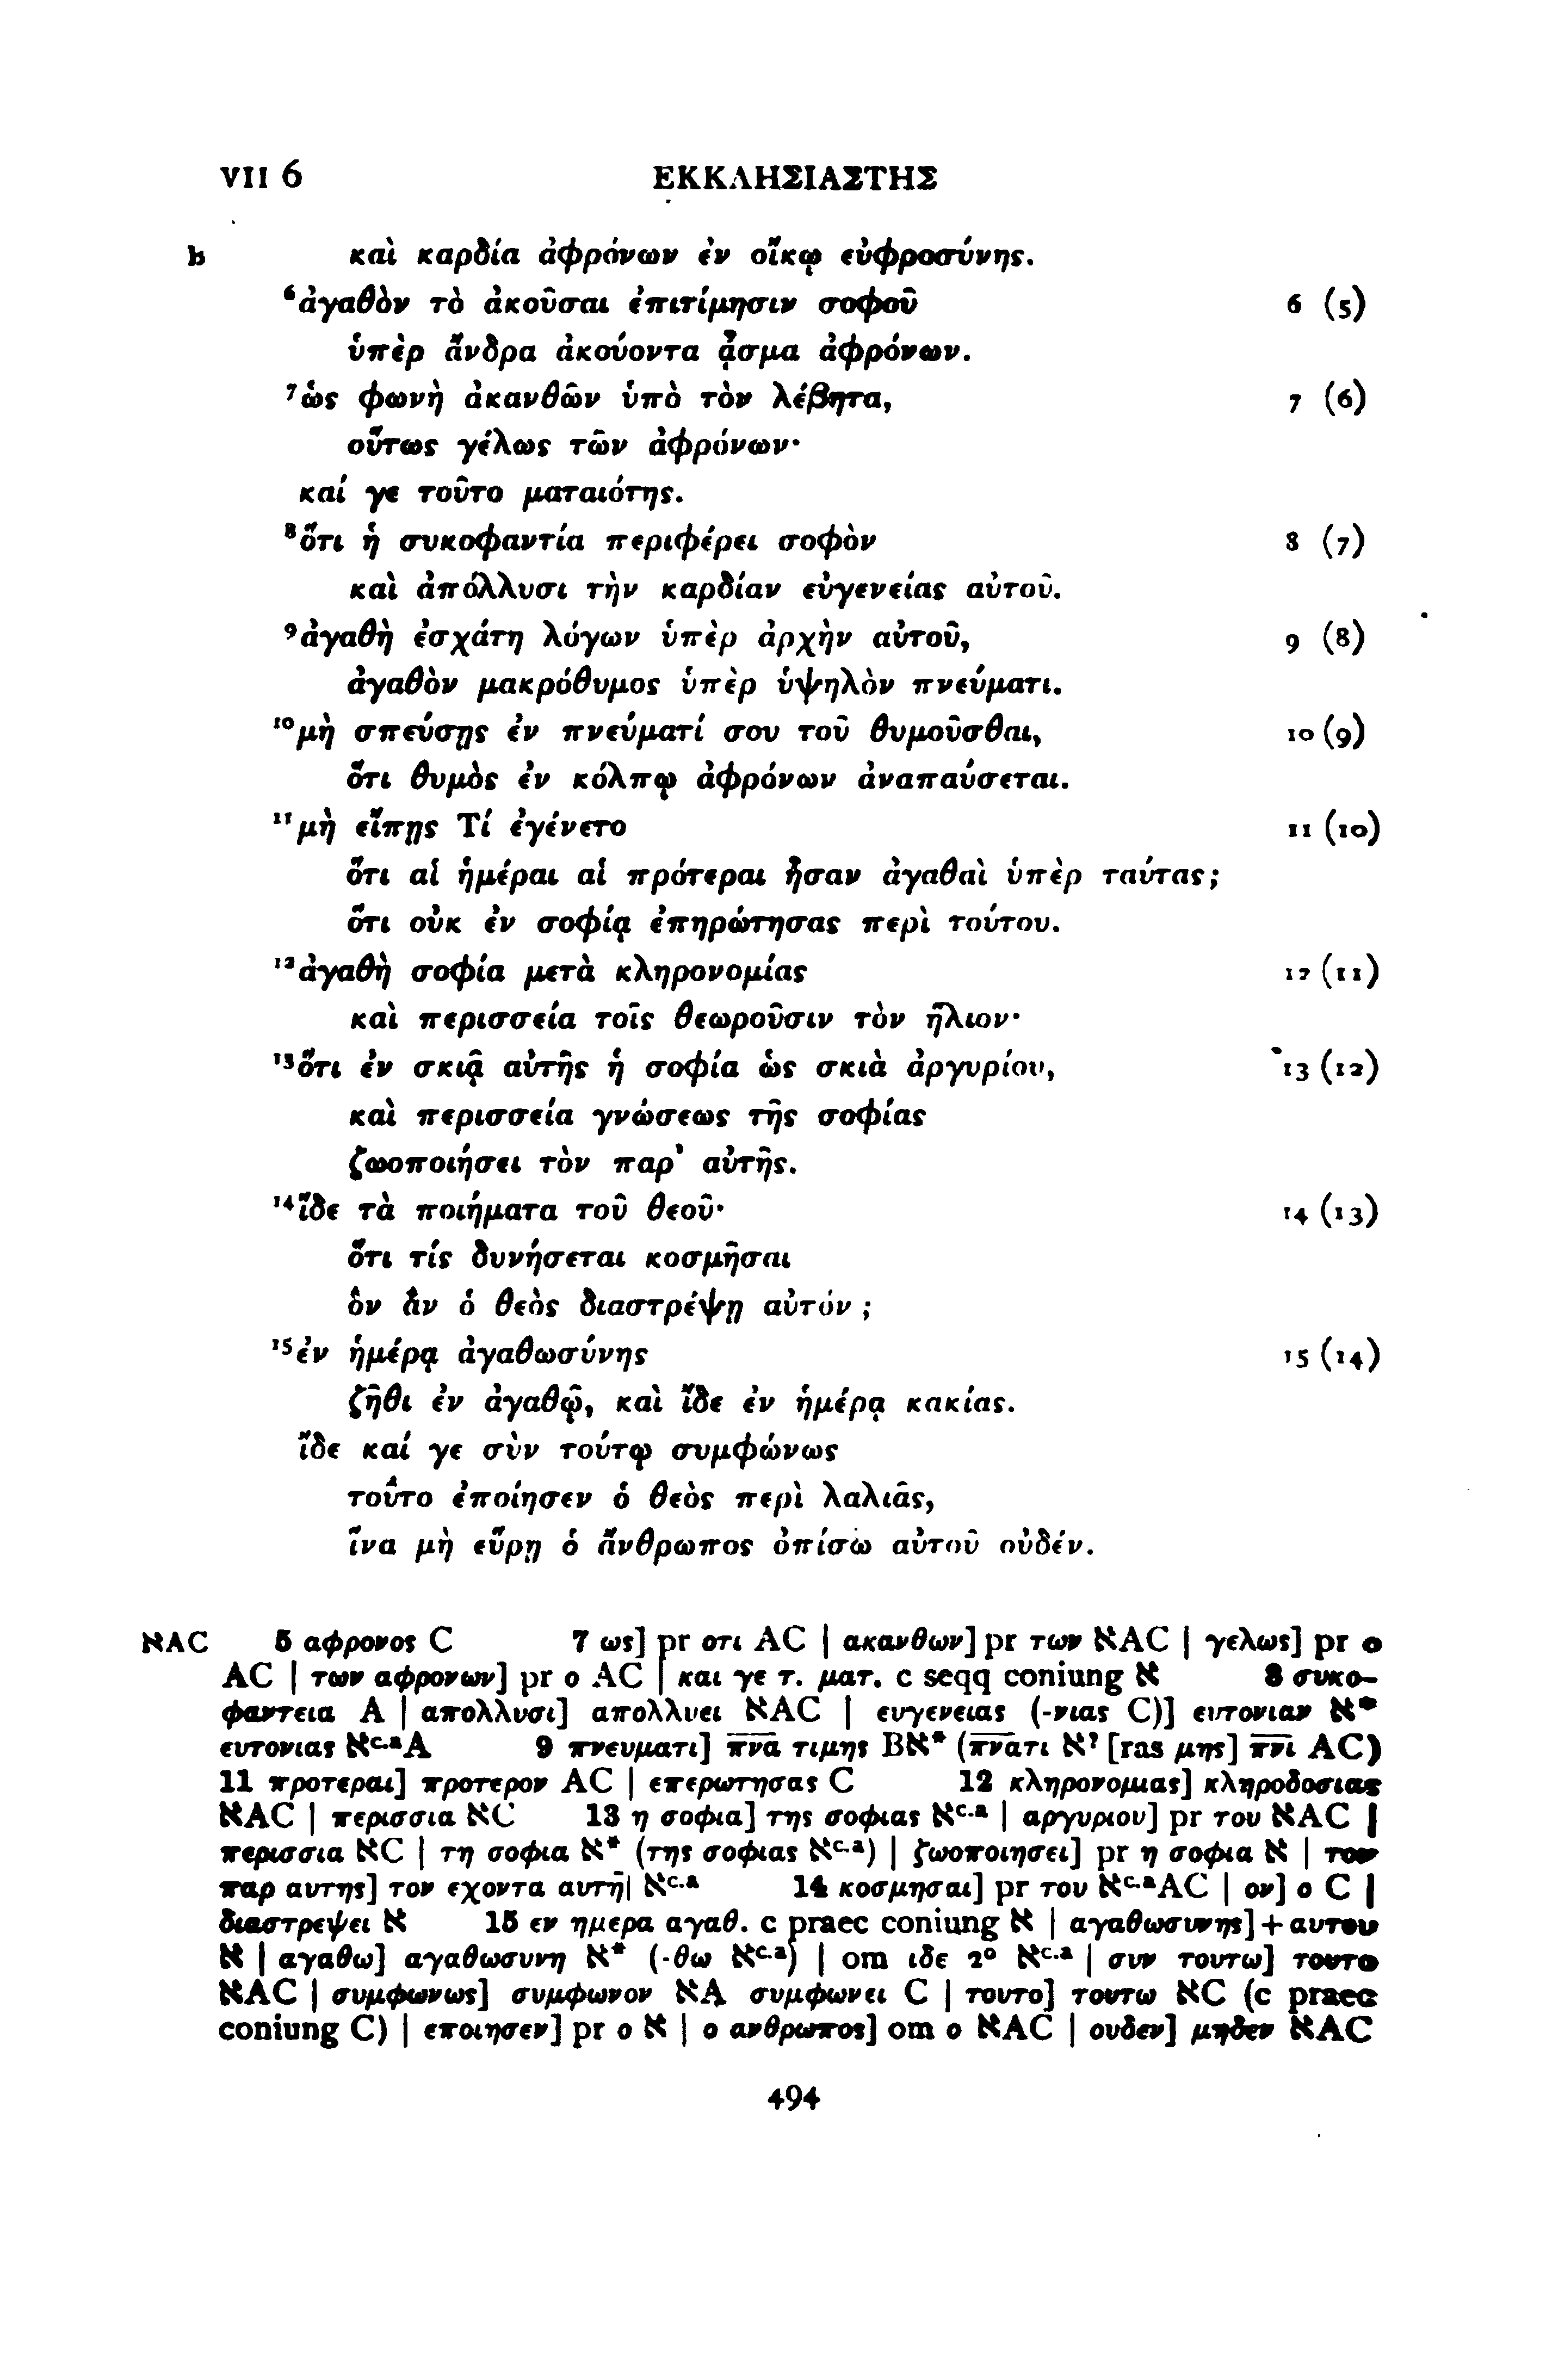 VII 6 ΕΚΚΛΗΣΙΑΣΤΗΣ
B καὶ καρδία ἀφρόνων ἐν οἴκῳ εὐφροσύνης.
⁶ἀγαθὸν τὸ ἀκοῦσαι ἐπιτίμησιν σοφοῦ 6 (5)
ὑπὲρ ἄνδρα ἀκούοντα ᾆσμα ἀφρόνων.
⁷ὡς φωνὴ ἀκανθῶν ὑπὸ τὸν λέβητα, 7 (6)
οὕτως γέλως τῶν ἀφρόνων·
καί γε τοῦτο ματαιότης.
⁸ὅτι ἡ συκοφαντία περιφέρει σοφὸν 8 (7)
καὶ ἀπόλλυσι τὴν καρδίαν εὐγενείας αὐτοῦ.
⁹ἀγαθὴ ἐσχάτη λόγων ὑπὲρ ἀρχὴν αὐτοῦ, 9 (8)
ἀγαθὸν μακρόθυμος ὑπὲρ ὑψηλὸν πνεύματι.
¹⁰μὴ σπεύσῃς ἐν πνεύματί σου τοῦ θυμοῦσθαι, 10 (9)
ὅτι θυμὸς ἐν κόλπῳ ἀφρόνων ἀναπαύσεται.
¹¹μὴ εἴπῃς Τί ἐγένετο 11 (10)
ὅτι αἱ ἡμέραι αἱ πρότεραι ἦσαν ἀγαθαὶ ὑπὲρ ταύτας;
ὅτι οὐκ ἐν σοφίᾳ ἐπηρώτησας περὶ τούτου.
¹²ἀγαθὴ σοφία μετὰ κληρονομίας 12 (11)
καὶ περισσεία τοῖς θεωροῦσιν τὸν ἥλιον·
¹³ὅτι ἐν σκιᾷ αὐτῆς ἡ σοφία ὡς σκιὰ ἀργυρίου, 13 (12)
καὶ περισσεία γνώσεως τῆς σοφίας
ζωοποιήσει τὸν παρ' αὐτῆς.
¹⁴ἴδε τὰ ποιήματα τοῦ θεοῦ· 14 (13)
ὅτι τίς δυνήσεται κοσμῆσαι
ὃν ἂν ὁ θεὸς διαστρέψῃ αὐτόν;
¹⁵ἐν ἡμέρᾳ ἀγαθωσύνης 15 (14)
ζῆθι ἐν ἀγαθῷ, καὶ ἴδε ἐν ἡμέρᾳ κακίας.
ἴδε καί γε σὺν τούτῳ συμφώνως
τοῦτο ἐποίησεν ὁ θεὸς περὶ λαλιᾶς,
ἵνα μὴ εὕρῃ ὁ ἄνθρωπος ὀπίσω αὐτοῦ οὐδέν.
אAC 5 αφρονος C 7 ως] pr οτι AC | ακανθων] pr των אAC | γελως] pr ο
AC | των αφρονων] pr ο AC | και γε τ. ματ. c seqq coniung א 8 συκο-
φαντεια A | απολλυσι] απολλυει אAC | ευγενειας (-νιας C)] ευτονιαν א*
ευτονιας אᶜ·ᵃA 9 πνευματι] π̅ν̅α̅ τιμης Bא* (π̅ν̅α̅τι א? [ras μης] π̅ν̅ι̅ AC)
11 προτεραι] προτερον AC | επερωτησας C 12 κληρονομιας] κληροδοσιας
אAC | περισσια אC 13 η σοφια] της σοφιας אᶜ·ᵃ | αργυριου] pr του אAC |
περισσια אC | τη σοφια א* (της σοφιας אᶜ·ᵃ) | ζωοποιησει] pr η σοφια א | τον
παρ αυτης] τον εχοντα αυτη̅| אᶜ·ᵃ 14 κοσμησαι] pr του אᶜ·ᵃAC | ον] ο C |
διαστρεψει א 15 εν ημερα αγαθ. c praec coniung א | αγαθωσυνης] + αυτου
א | αγαθω] αγαθωσυνη א* (-θω אᶜ·ᵃ) | om ιδε 2° אᶜ·ᵃ | συν τουτω] τουτο
אAC | συμφωνως] συμφωνον אA συμφωνει C | τουτο] τουτω אC (c praec
coniung C) | εποιησεν] pr ο א | ο ανθρωπος] om ο אAC | ουδεν] μηδεν אAC
494